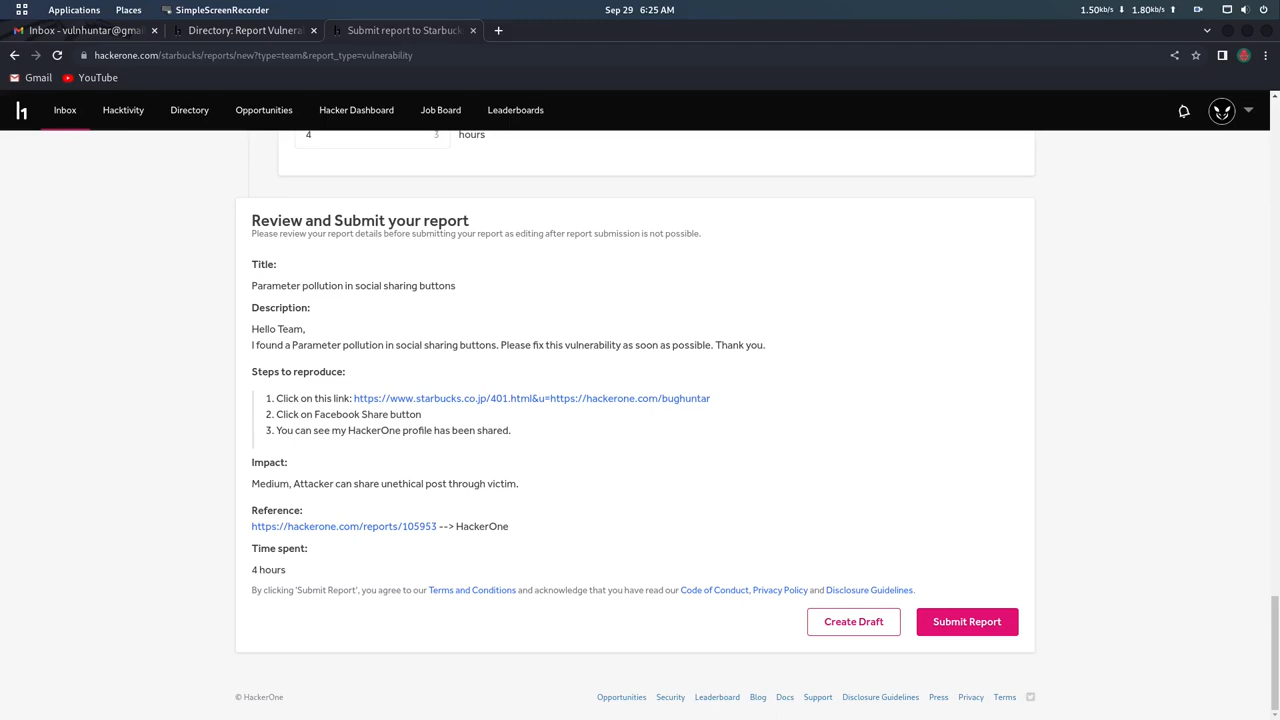 Applications Places SimpleScreenRecorder Sep 29 6:25 AM 1.50kb/s 1.80kb/s
Inbox - vulnhuntar@gmai Directory: Report Vulnera Submit report to Starbuck
hackerone.com/starbucks/reports/new?type=team&report_type=vulnerability
Gmail YouTube
h Inbox Hacktivity Directory Opportunities Hacker Dashboard Job Board Leaderboards
4 3 hours
Review and Submit your report
Please review your report details before submitting your report as editing after report submission is not possible.
Title:
Parameter pollution in social sharing buttons
Description:
Hello Team,
I found a Parameter pollution in social sharing buttons. Please fix this vulnerability as soon as possible. Thank you.
Steps to reproduce:
1. Click on this link: https://www.starbucks.co.jp/401.html&u=https://hackerone.com/bughuntar
2. Click on Facebook Share button
3. You can see my HackerOne profile has been shared.
Impact:
Medium, Attacker can share unethical post through victim.
Reference:
https://hackerone.com/reports/105953 --> HackerOne
Time spent:
4 hours
By clicking 'Submit Report', you agree to our Terms and Conditions and acknowledge that you have read our Code of Conduct, Privacy Policy and Disclosure Guidelines.
Create Draft Submit Report
© HackerOne Opportunities Security Leaderboard Blog Docs Support Disclosure Guidelines Press Privacy Terms